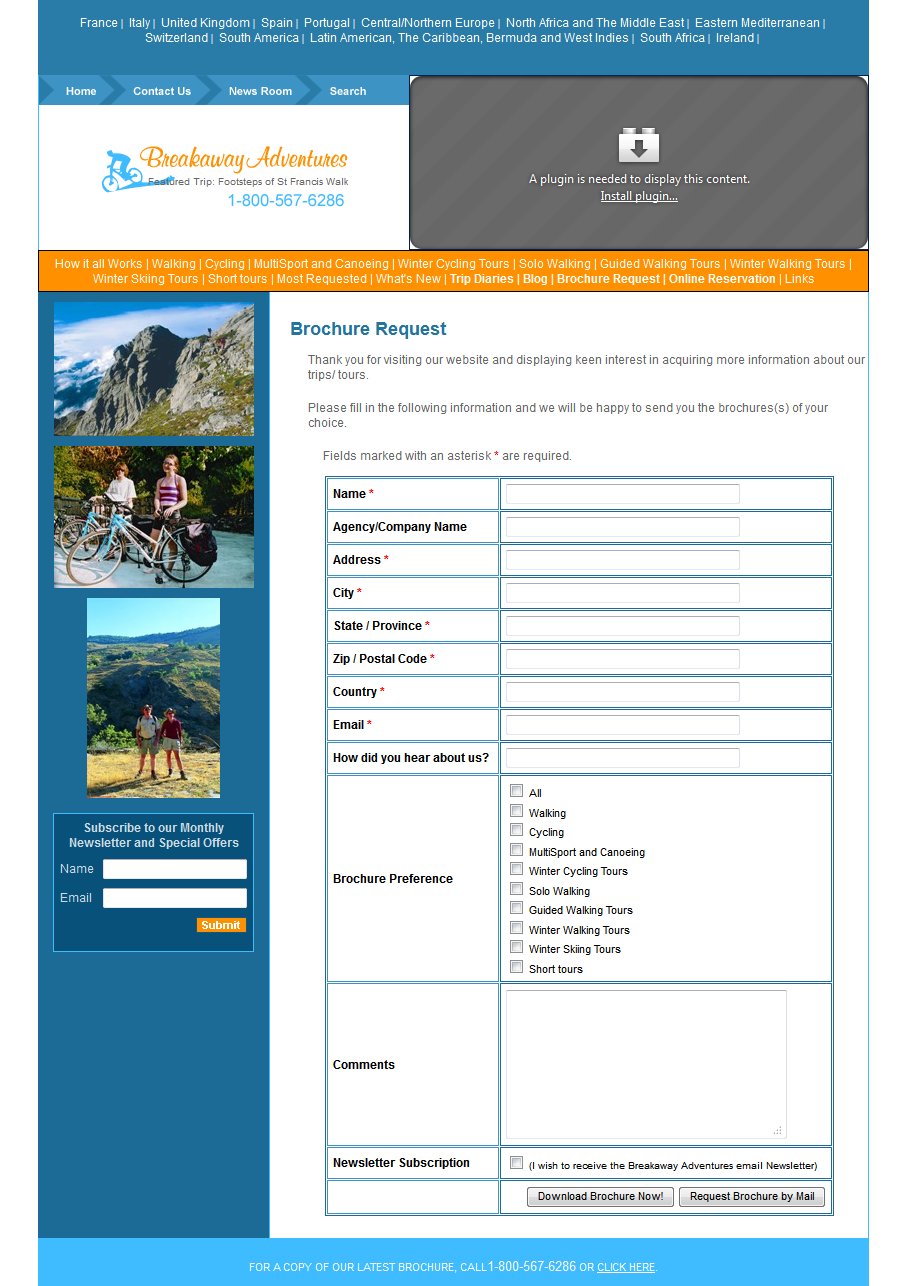 France | Italy | United Kingdom | Spain | Portugal | Central/Northern Europe | North Africa and The Middle East | Eastern Mediterranean |
Switzerland | South America | Latin American, The Caribbean, Bermuda and West Indies | South Africa | Ireland |
Home Contact Us News Room Search
Breakaway Adventures
Featured Trip: Footsteps of St Francis Walk
1-800-567-6286
A plugin is needed to display this content.
Install plugin...
How it all Works | Walking | Cycling | MultiSport and Canoeing | Winter Cycling Tours | Solo Walking | Guided Walking Tours | Winter Walking Tours |
Winter Skiing Tours | Short tours | Most Requested | What's New | Trip Diaries | Blog | Brochure Request | Online Reservation | Links
Subscribe to our Monthly
Newsletter and Special Offers
Name
Email
Submit
Brochure Request
Thank you for visiting our website and displaying keen interest in acquiring more information about our
trips/ tours.
Please fill in the following information and we will be happy to send you the brochures(s) of your
choice.
Fields marked with an asterisk * are required.
Name *
Agency/Company Name
Address *
City *
State / Province *
Zip / Postal Code *
Country *
Email *
How did you hear about us?
Brochure Preference
All
Walking
Cycling
MultiSport and Canoeing
Winter Cycling Tours
Solo Walking
Guided Walking Tours
Winter Walking Tours
Winter Skiing Tours
Short tours
Comments
Newsletter Subscription (I wish to receive the Breakaway Adventures email Newsletter)
Download Brochure Now! Request Brochure by Mail
FOR A COPY OF OUR LATEST BROCHURE, CALL1-800-567-6286 OR CLICK HERE.